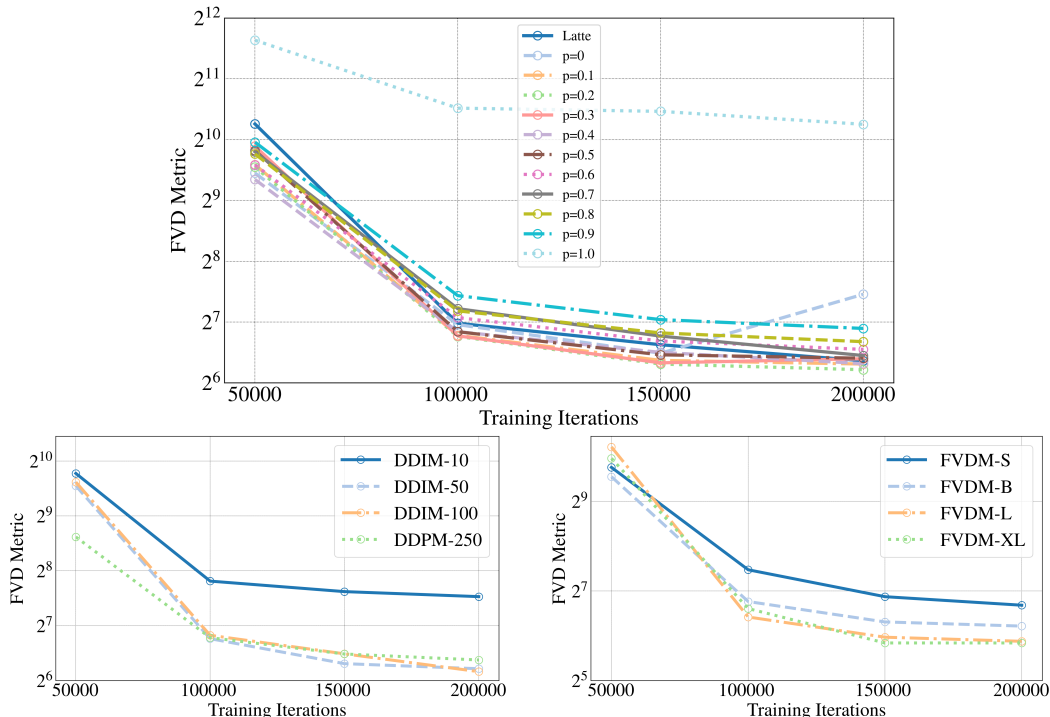 2^12
2^11
2^10
2^9
2^8
2^7
2^6
FVD Metric
Latte
p=0
p=0.1
p=0.2
p=0.3
p=0.4
p=0.5
p=0.6
p=0.7
p=0.8
p=0.9
p=1.0
50000 100000 150000 200000
Training Iterations
2^10
2^9
2^8
2^7
2^6
FVD Metric
DDIM-10
DDIM-50
DDIM-100
DDPM-250
50000 100000 150000 200000
Training Iterations
2^9
2^7
2^5
FVD Metric
FVDM-S
FVDM-B
FVDM-L
FVDM-XL
50000 100000 150000 200000
Training Iterations